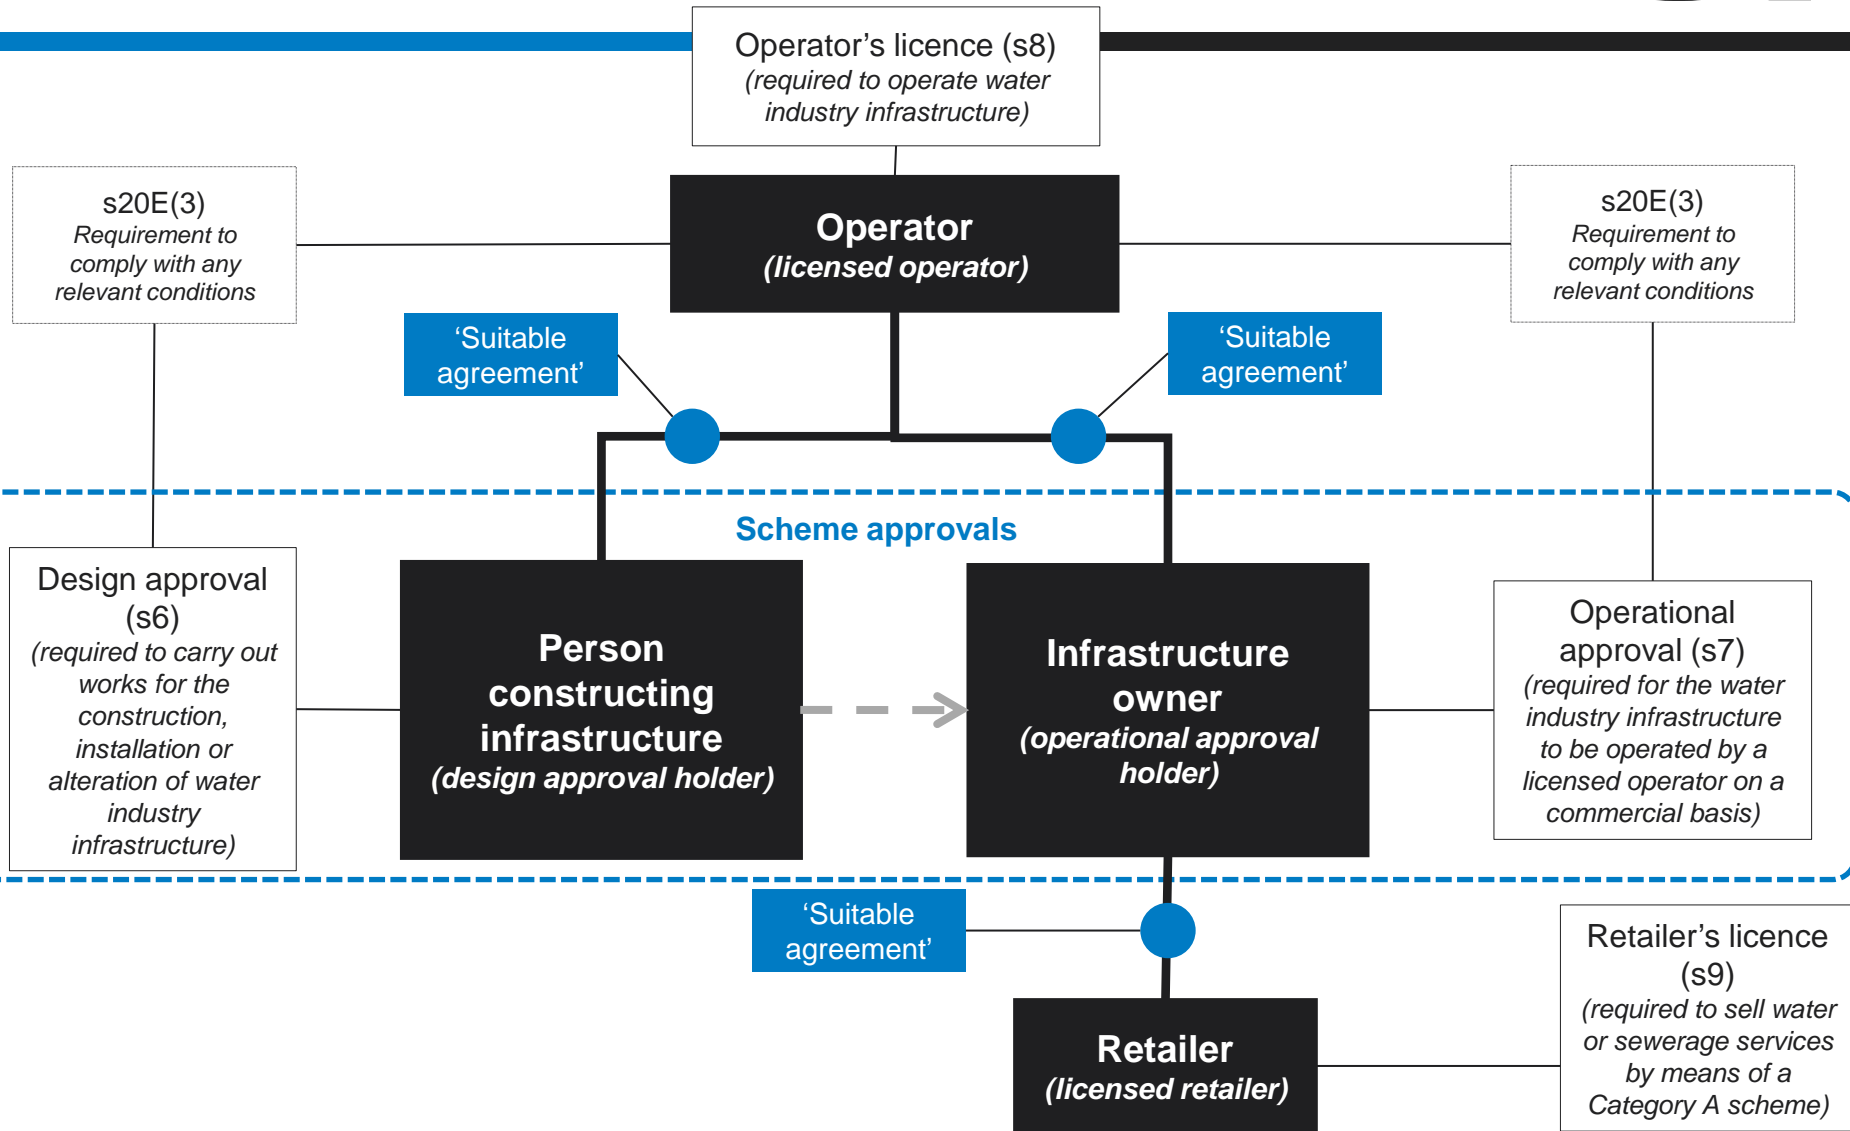 Operator’s licence (s8)
(required to operate water
industry infrastructure)
s20E(3)
Requirement to
comply with any
relevant conditions
Operator
(licensed operator)
s20E(3)
Requirement to
comply with any
relevant conditions
‘Suitable
agreement’
‘Suitable
agreement’
Scheme approvals
Design approval
(s6)
(required to carry out
works for the
construction,
installation or
alteration of water
industry
infrastructure)
Person
constructing
infrastructure
(design approval holder)
Infrastructure
owner
(operational approval
holder)
Operational
approval (s7)
(required for the water
industry infrastructure
to be operated by a
licensed operator on a
commercial basis)
‘Suitable
agreement’
Retailer
(licensed retailer)
Retailer’s licence
(s9)
(required to sell water
or sewerage services
by means of a
Category A scheme)